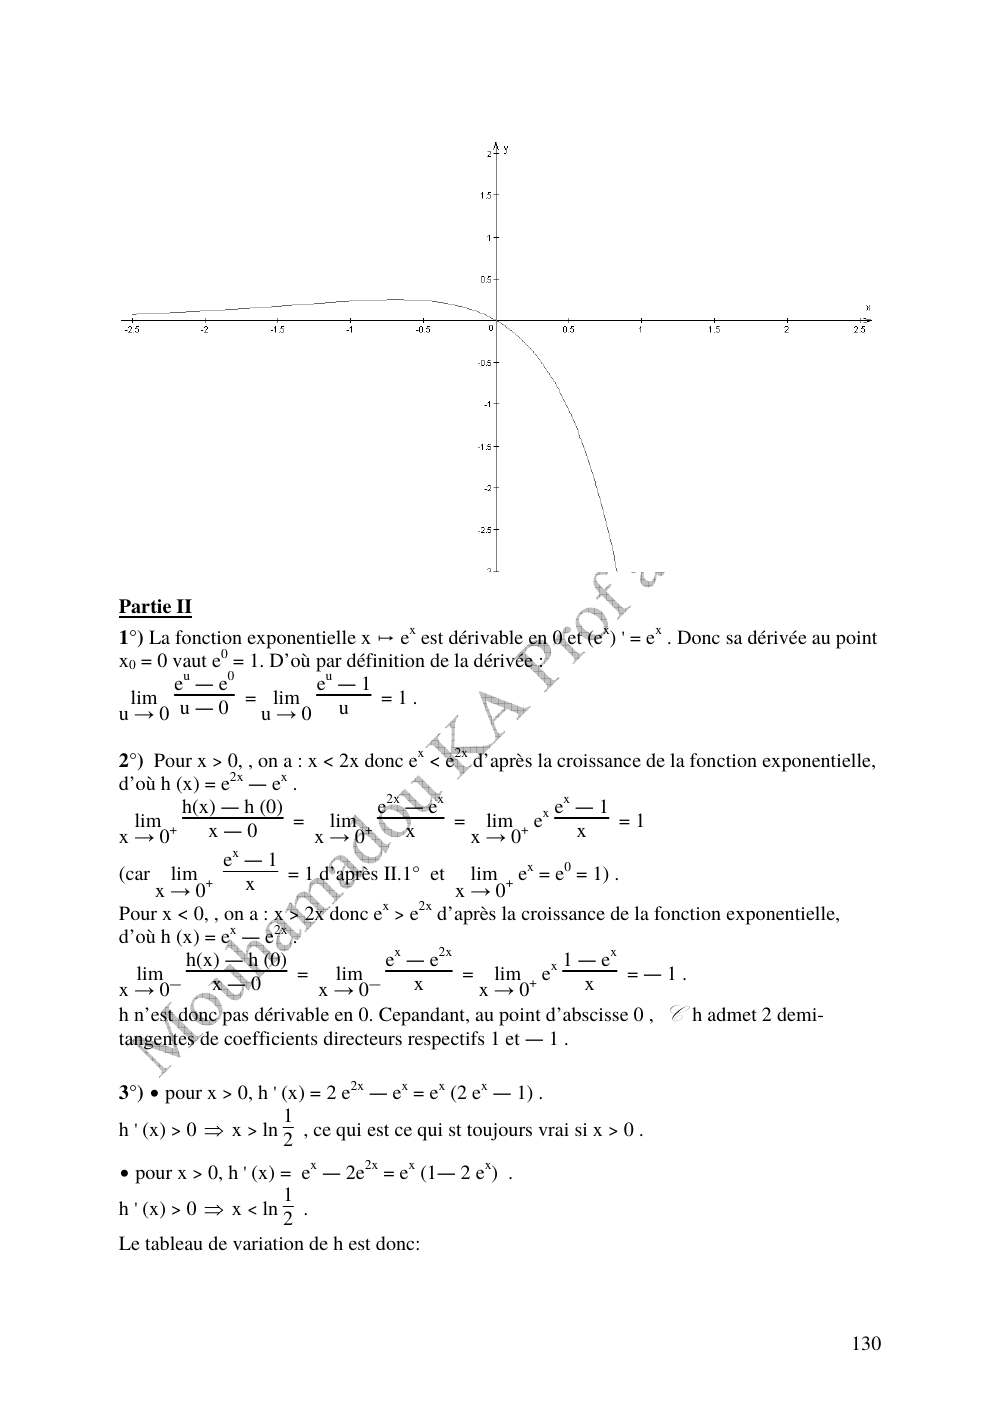 y
2
1.5
1
0.5
x
-2.5 -2 -1.5 -1 -0.5 0 0.5 1 1.5 2 2.5
-0.5
-1
-1.5
-2
-2.5
Partie II
1°) La fonction exponentielle x ↦ e^x est dérivable en 0 et (e^x) ' = e^x . Donc sa dérivée au point
x₀ = 0 vaut e^0 = 1. D’où par définition de la dérivée :
lim u → 0 (e^u — e^0)/(u — 0) = lim u → 0 (e^u — 1)/u = 1 .
2°) Pour x > 0, , on a : x < 2x donc e^x < e^2x d’après la croissance de la fonction exponentielle,
d’où h (x) = e^2x — e^x .
lim x → 0⁺ (h(x) — h (0))/(x — 0) = lim x → 0⁺ (e^2x — e^x)/x = lim x → 0⁺ e^x (e^x — 1)/x = 1
(car lim x → 0⁺ (e^x — 1)/x = 1 d’après II.1° et lim x → 0⁺ e^x = e^0 = 1) .
Pour x < 0, , on a : x > 2x donc e^x > e^2x d’après la croissance de la fonction exponentielle,
d’où h (x) = e^x — e^2x .
lim x → 0⁻ (h(x) — h (0))/(x — 0) = lim x → 0⁻ (e^x — e^2x)/x = lim x → 0⁺ e^x (1 — e^x)/x = — 1 .
h n’est donc pas dérivable en 0. Cepandant, au point d’abscisse 0 , 𝒞 h admet 2 demi-
tangentes de coefficients directeurs respectifs 1 et — 1 .
3°) • pour x > 0, h ' (x) = 2 e^2x — e^x = e^x (2 e^x — 1) .
h ' (x) > 0 ⇒ x > ln 1/2 , ce qui est ce qui st toujours vrai si x > 0 .
• pour x > 0, h ' (x) = e^x — 2e^2x = e^x (1— 2 e^x) .
h ' (x) > 0 ⇒ x < ln 1/2 .
Le tableau de variation de h est donc:
130
Mouhamadou KA Prof